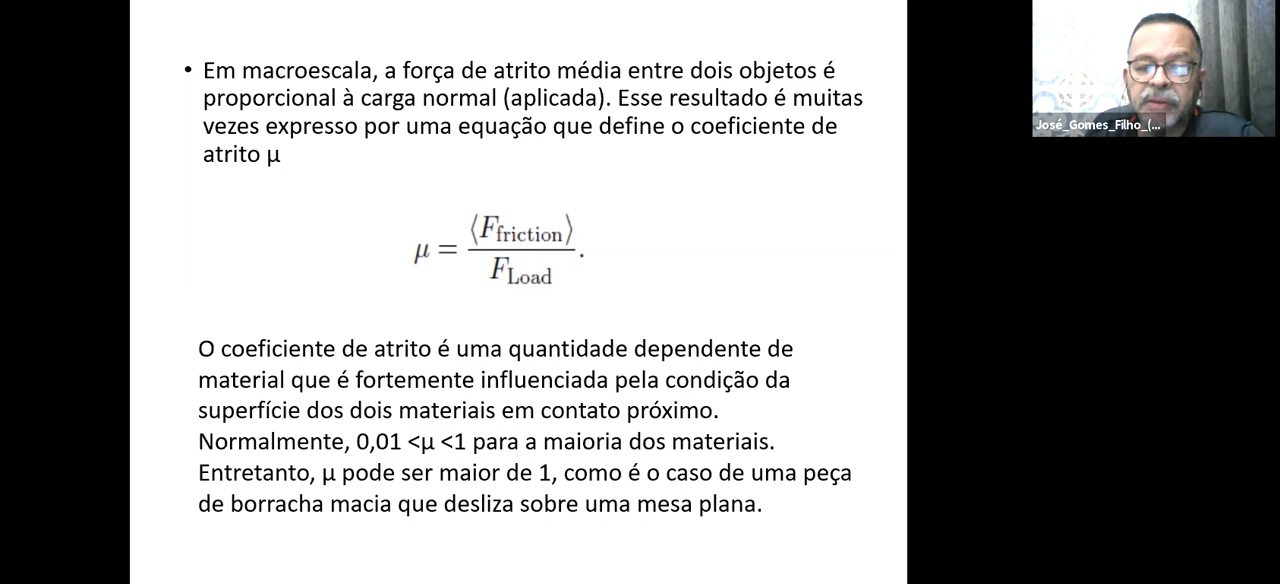 • Em macroescala, a força de atrito média entre dois objetos é
proporcional à carga normal (aplicada). Esse resultado é muitas
vezes expresso por uma equação que define o coeficiente de
atrito μ
μ = ⟨F_friction⟩ / F_Load.
O coeficiente de atrito é uma quantidade dependente de
material que é fortemente influenciada pela condição da
superfície dos dois materiais em contato próximo.
Normalmente, 0,01 <μ <1 para a maioria dos materiais.
Entretanto, μ pode ser maior de 1, como é o caso de uma peça
de borracha macia que desliza sobre uma mesa plana.
José_Gomes_Filho_(...